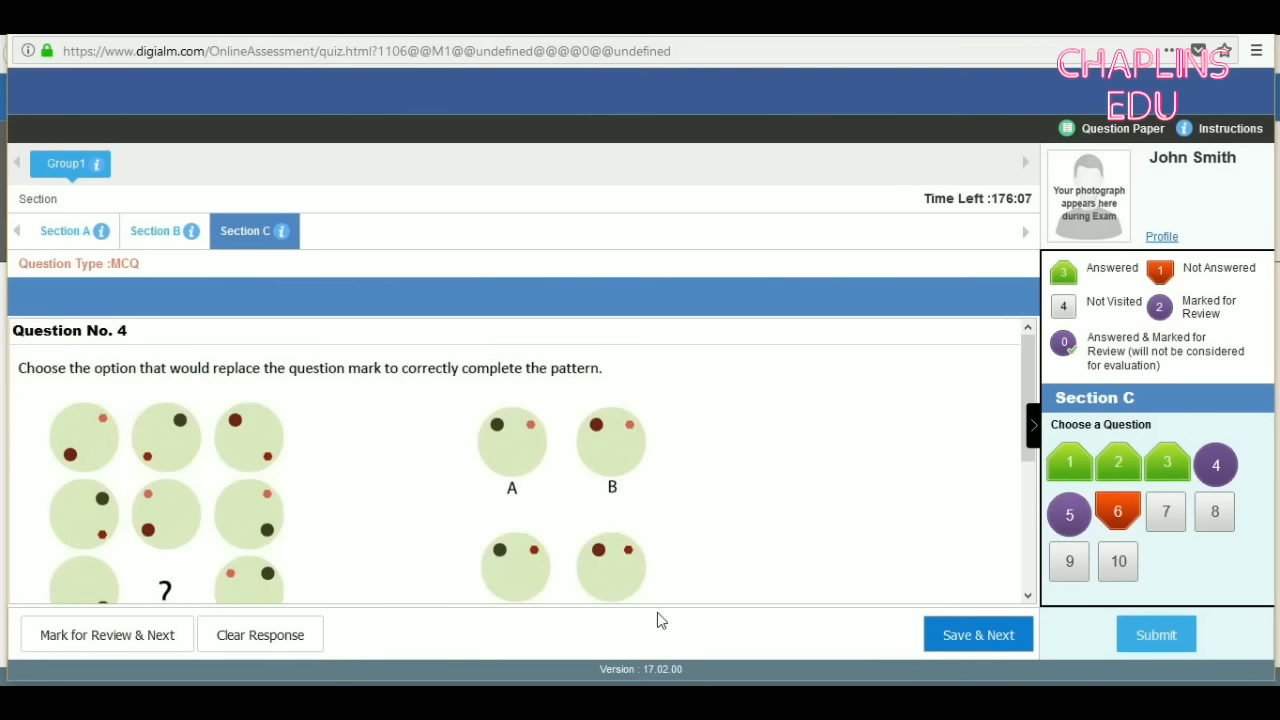 https://www.digialm.com/OnlineAssessment/quiz.html?1106@@M1@@undefined@@@@0@@undefined
CHAPLINS
EDU
Question Paper
Instructions
Group1
John Smith
Your photograph
appears here
during Exam
Profile
Section
Time Left :176:07
Section A
Section B
Section C
Question Type :MCQ
3 Answered
1 Not Answered
4 Not Visited
2 Marked for
Review
0 Answered & Marked for
Review (will not be considered
for evaluation)
Question No. 4
Choose the option that would replace the question mark to correctly complete the pattern.
A
B
?
Section C
Choose a Question
1 2 3 4
5 6 7 8
9 10
Mark for Review & Next
Clear Response
Save & Next
Submit
Version : 17.02.00